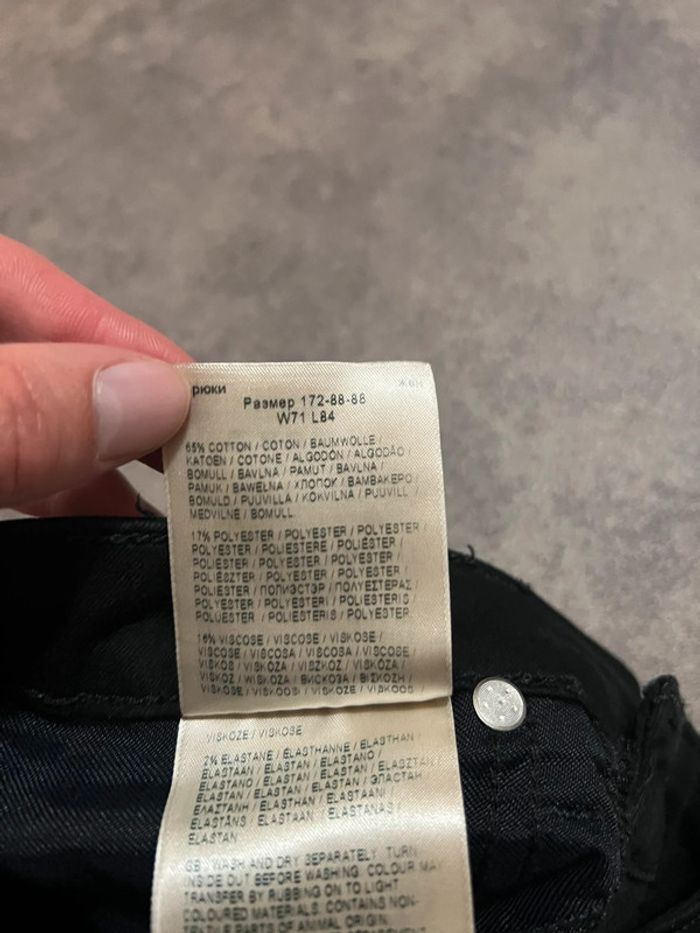 рюки
жен
Размер 172-88-88
W71 L84
65% COTTON / COTON / BAUMWOLLE /
KATOEN / COTONE / ALGODÓN / ALGODÃO /
BOMULL / BAVLNA / PAMUT / BAVLNA /
PAMUK / BAWEŁNA / ХЛОПОК / ΒΑΜΒΑΚΕΡΟ /
BOMULD / PUUVILLA / KOKVILNA / PUUVILL /
MEDVILNE / BOMULL
17% POLYESTER / POLYESTER / POLYESTER /
POLYESTER / POLIESTERE / POLIÉSTER /
POLIÉSTER / POLYESTER / POLYESTER /
POLIÉSZTER / POLYESTER / POLYESTER /
POLIESTER / ПОЛИЭСТЭР / ΠΟΛΥΕΣΤΕΡΑΣ /
POLYESTER / POLYESTERI / POLIESTERIS /
POLÜESTER / POLIESTERIS / POLYESTER
16% VISCOSE / VISCOSE / VISKOSE /
VISCOSE / VISCOSA / VISCOSA / VISCOSE /
VISKOS / VISKÓZA / VISZKÓZ / VISKÓZA /
VISKOZ / WISKOZA / ВИСКОЗА / ΒΙΣΚΟΖΗ /
VISKOSE / VISKOOSI / VISKOZE / VISKOOS /
VISKOZE / VISKOSE
2% ELASTANE / ÉLASTHANNE / ELASTHAN /
ELASTAAN / ELASTAN / ELASTANO /
ELASTANO / ELASTAN / ELASTAN / ELASZTÁN /
ELASTAN / ELASTAN / ELASTAN / ЭЛАСТАН /
ΕΛΑΣΤΑΝΗ / ELASTHAN / ELASTAANI /
ELASTĀNS / ELASTAAN / ELASTANAS /
ELASTAN
GB WASH AND DRY SEPARATELY. TURN
INSIDE OUT BEFORE WASHING. COLOUR MAY
TRANSFER BY RUBBING ON TO LIGHT
COLOURED MATERIALS. CONTAINS NON-
TEXTILE PARTS OF ANIMAL ORIGIN.